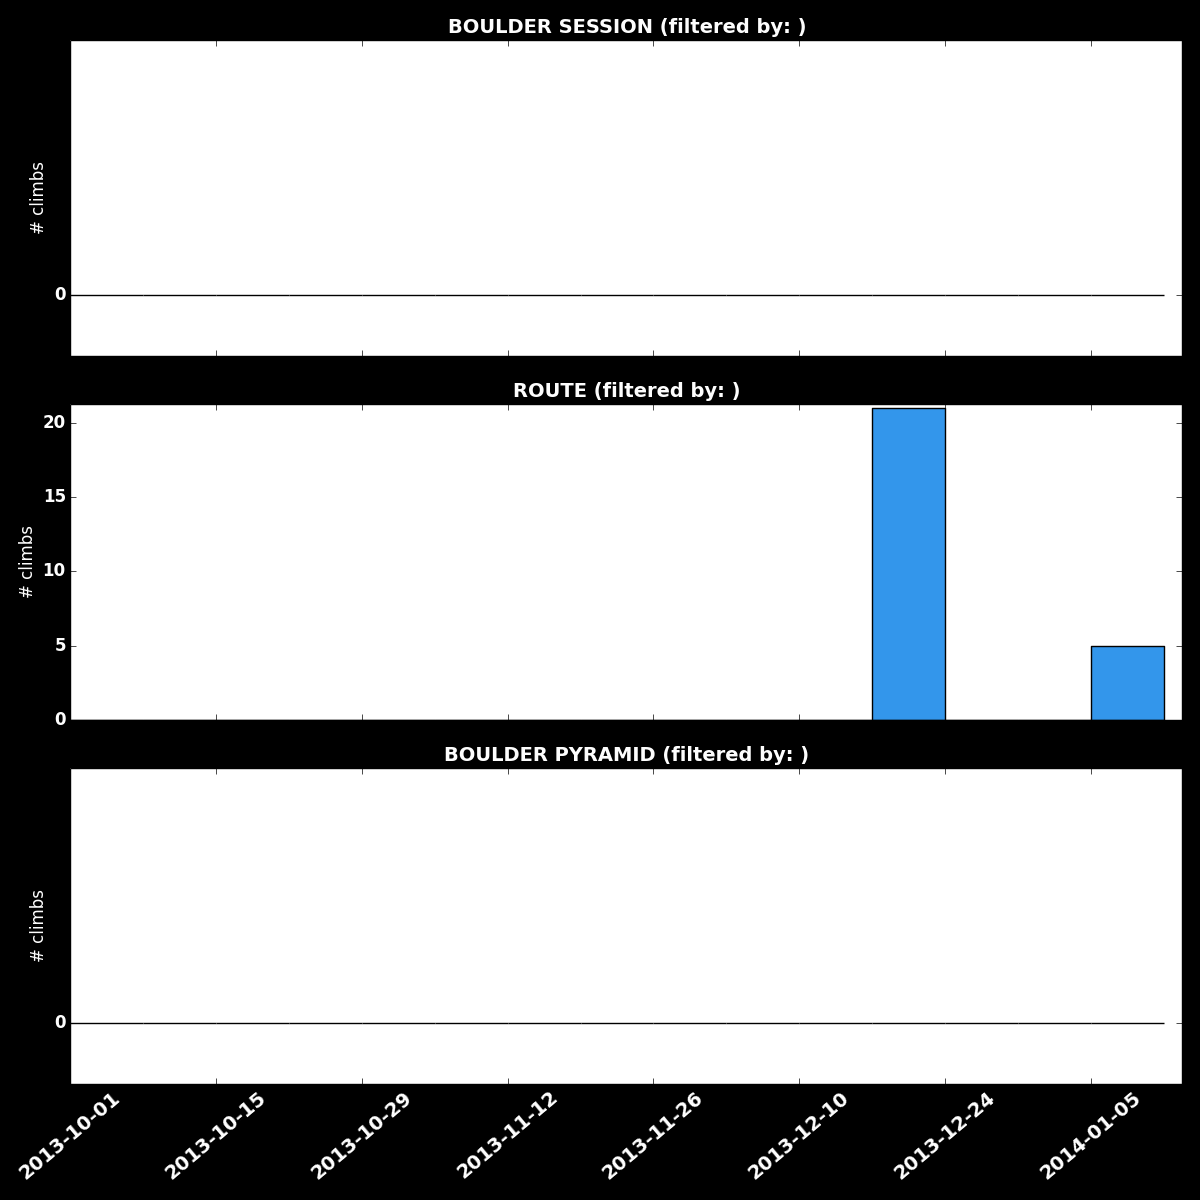 BOULDER SESSION (filtered by: )
# climbs
0
ROUTE (filtered by: )
# climbs
20
15
10
5
0
BOULDER PYRAMID (filtered by: )
# climbs
0
2013-10-01
2013-10-15
2013-10-29
2013-11-12
2013-11-26
2013-12-10
2013-12-24
2014-01-05